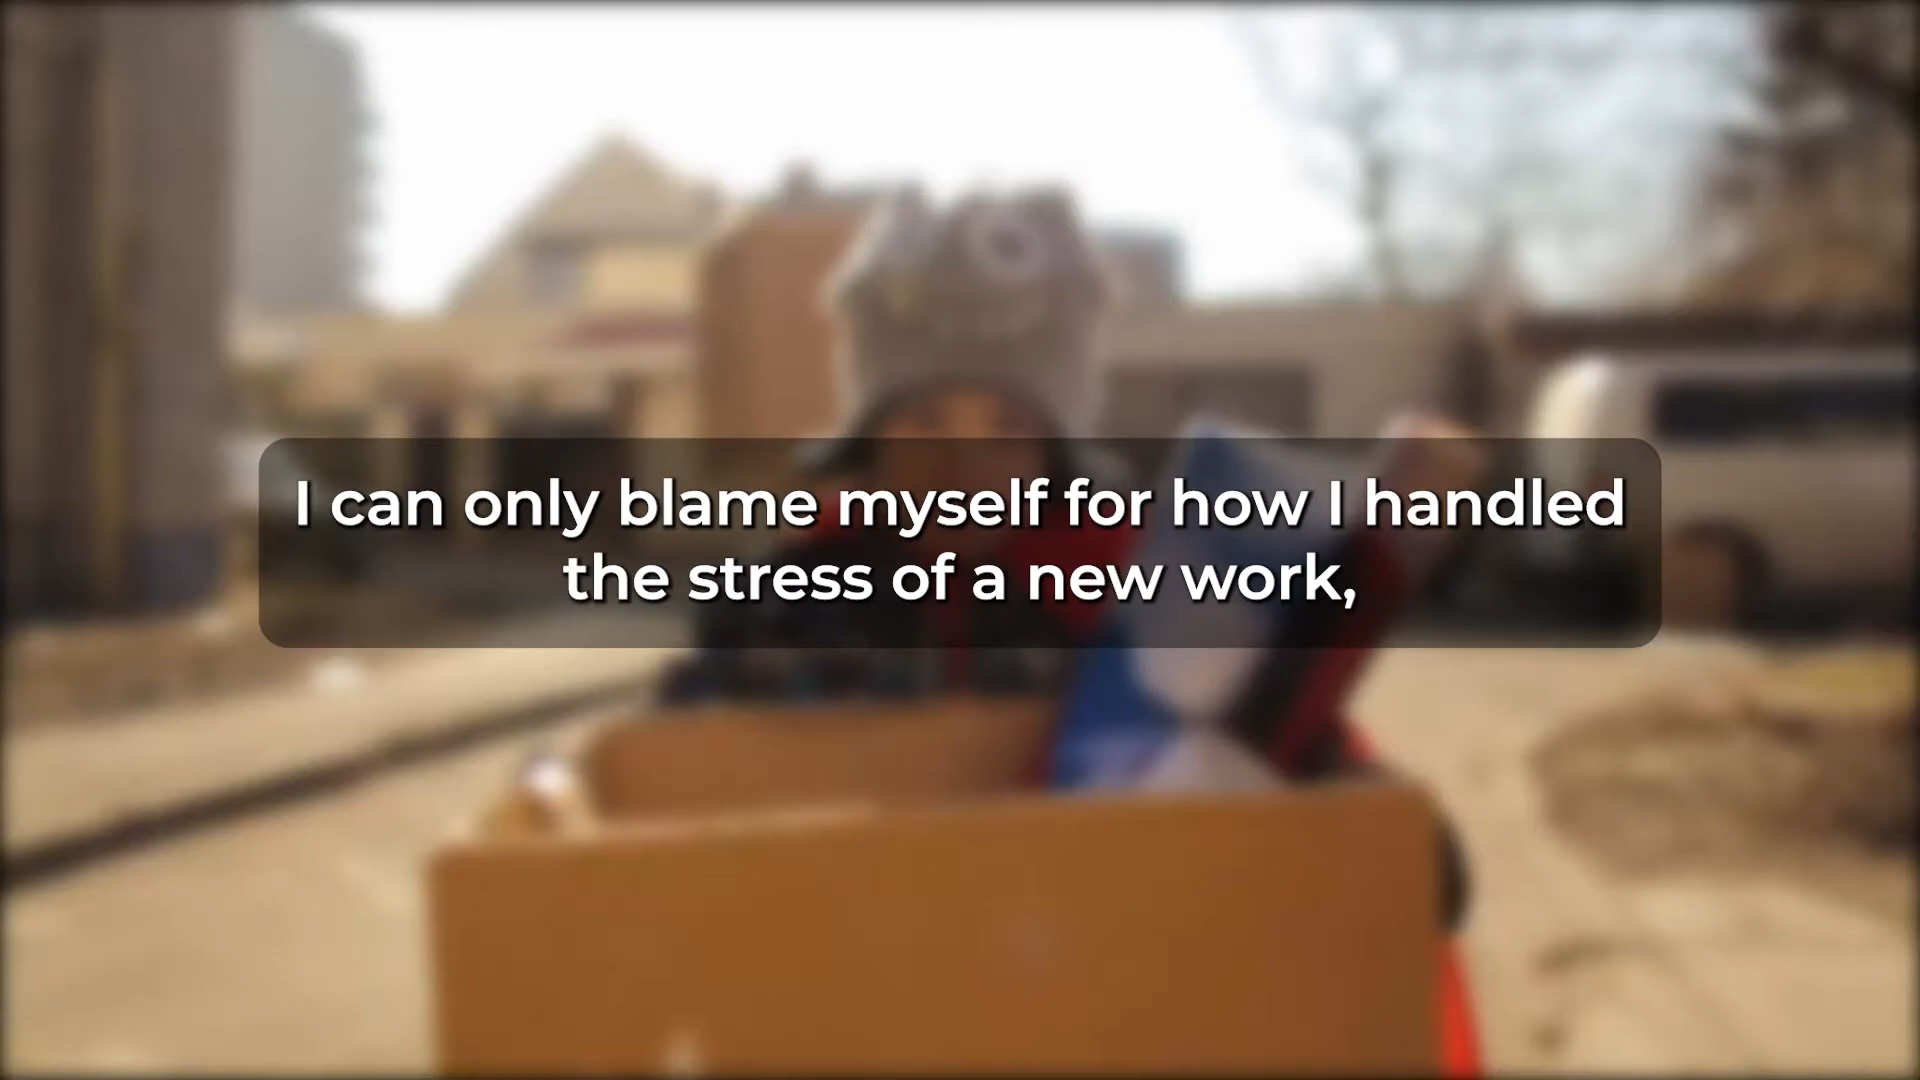 I can only blame myself for how I handled
the stress of a new work,